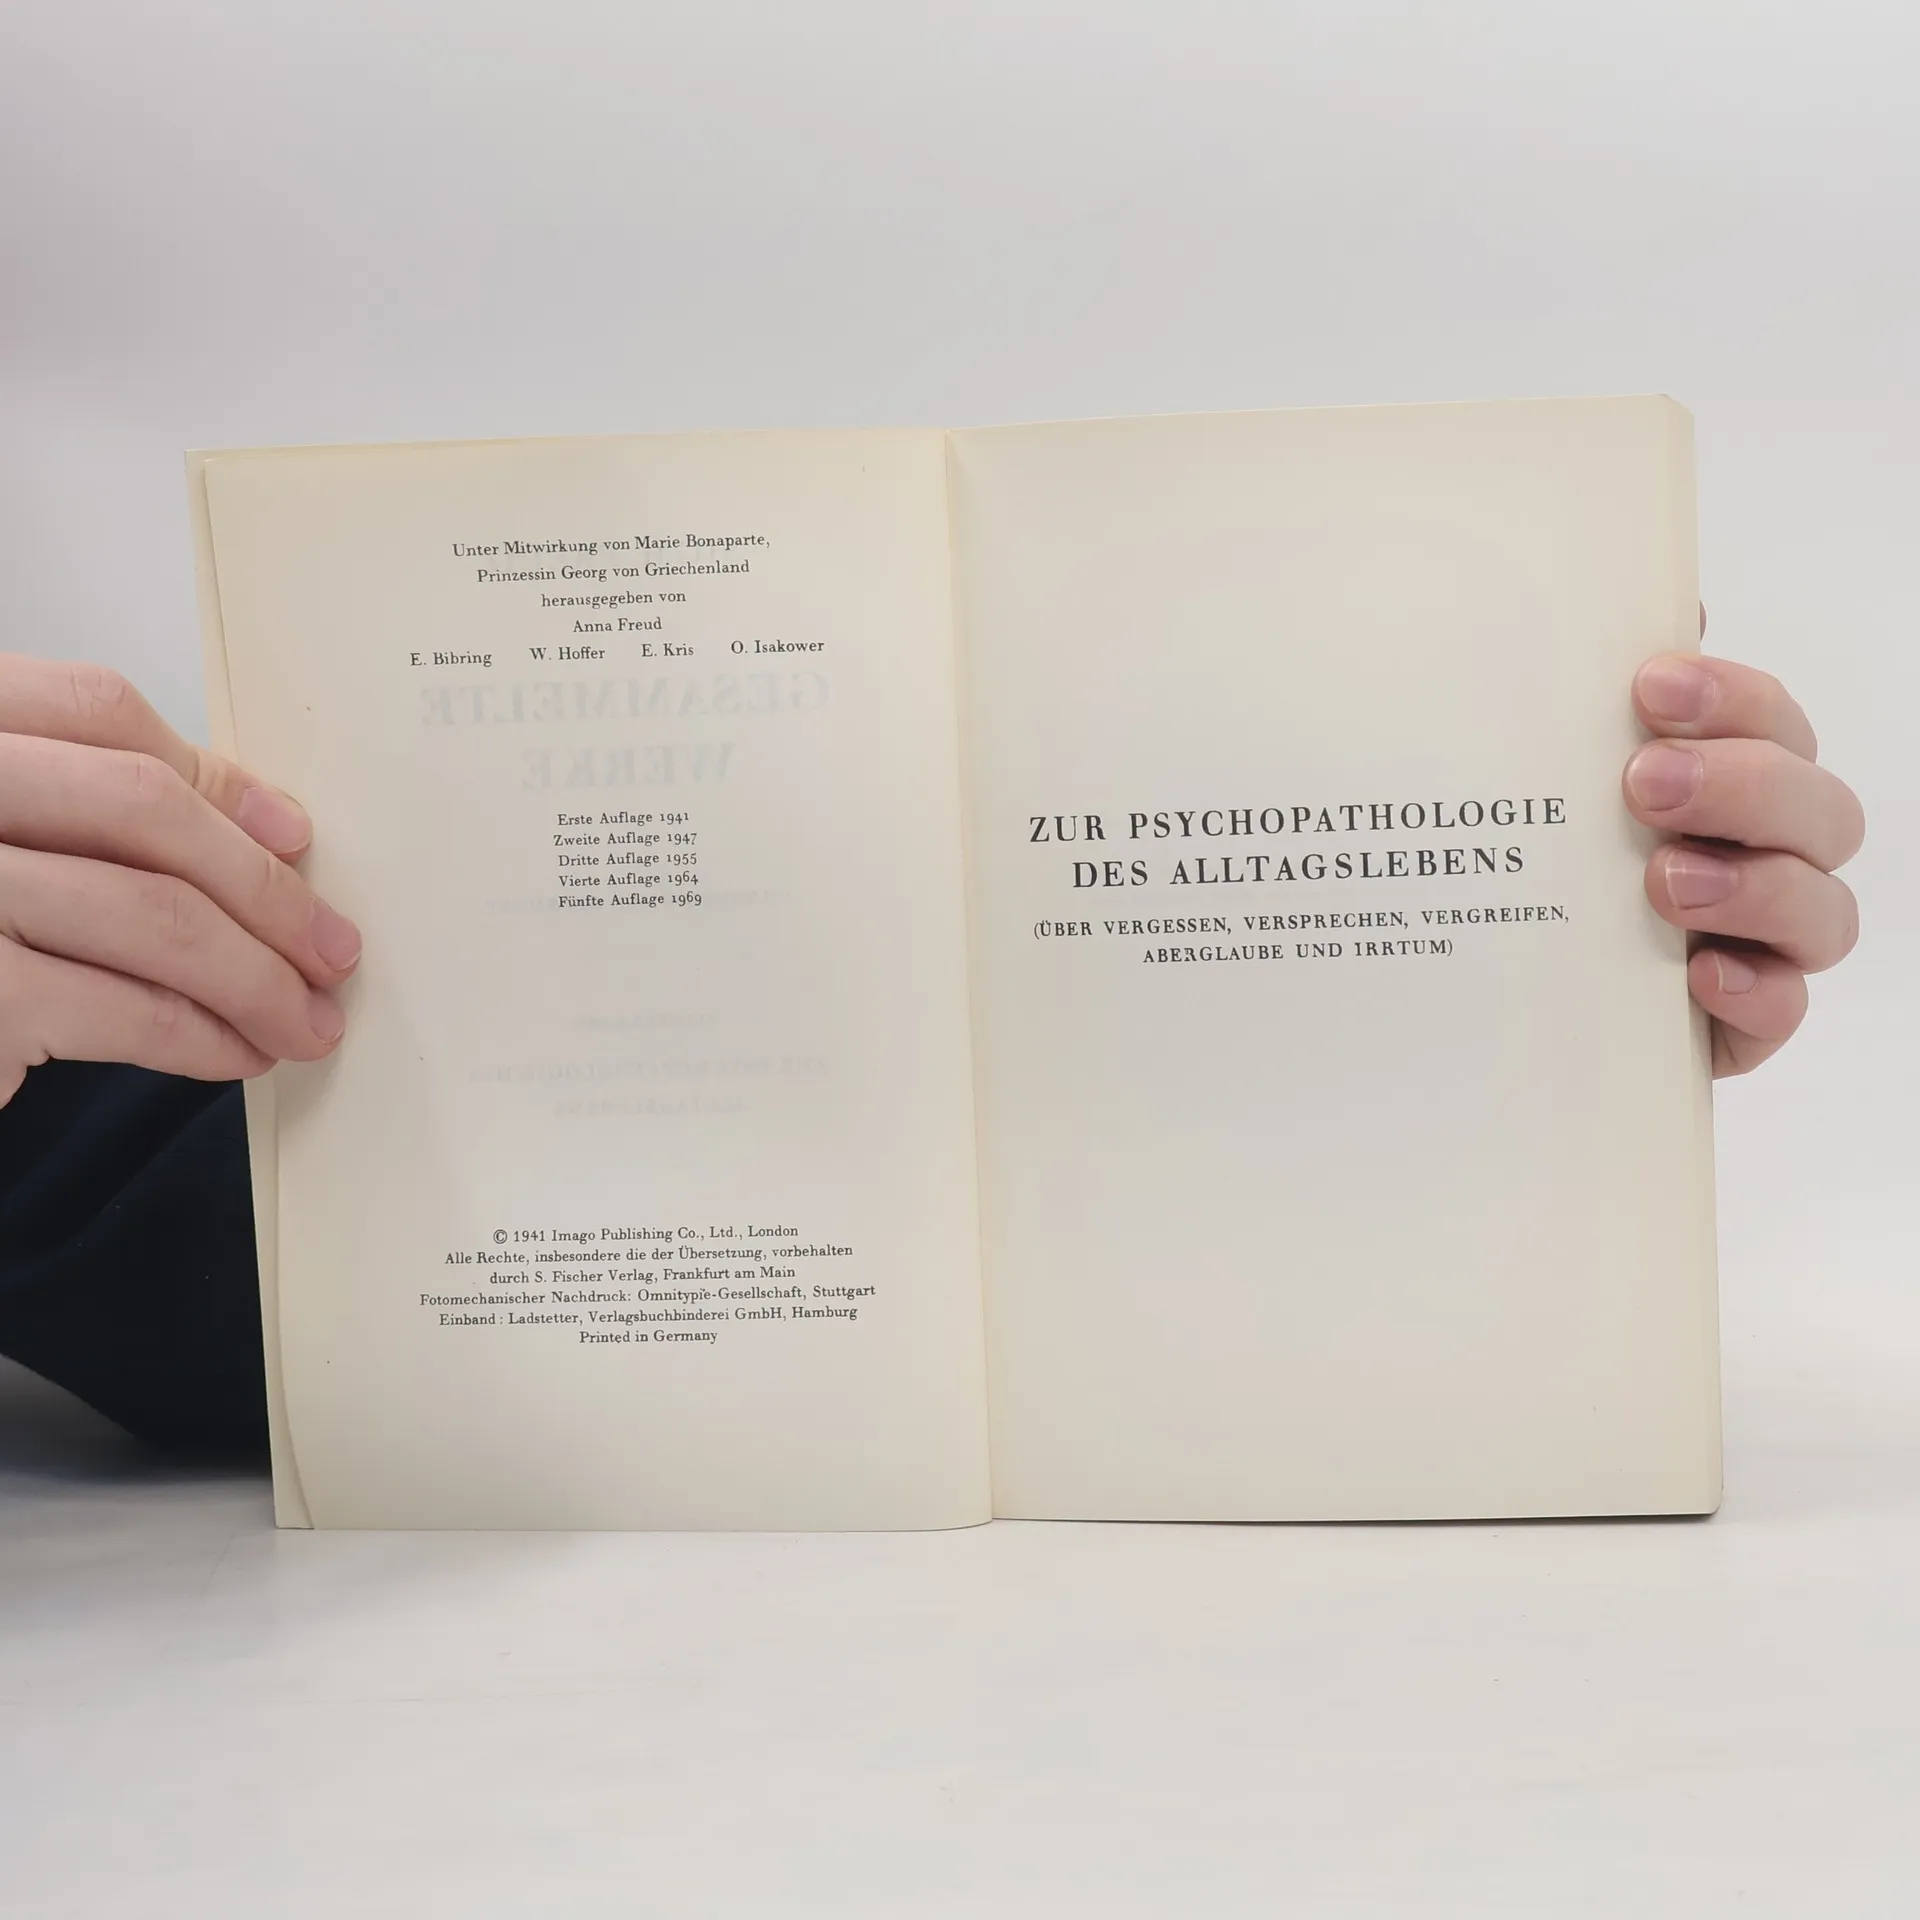 Unter Mitwirkung von Marie Bonaparte,
Prinzessin Georg von Griechenland
herausgegeben von
Anna Freud
E. Bibring W. Hoffer E. Kris O. Isakower
GESAMMELTE
WERKE
Erste Auflage 1941
Zweite Auflage 1947
Dritte Auflage 1955
Vierte Auflage 1964
Fünfte Auflage 1969
© 1941 Imago Publishing Co., Ltd., London
Alle Rechte, insbesondere die der Übersetzung, vorbehalten
durch S. Fischer Verlag, Frankfurt am Main
Fotomechanischer Nachdruck: Omnitypie-Gesellschaft, Stuttgart
Einband : Ladstetter, Verlagsbuchbinderei GmbH, Hamburg
Printed in Germany
ZUR PSYCHOPATHOLOGIE
DES ALLTAGSLEBENS
(ÜBER VERGESSEN, VERSPRECHEN, VERGREIFEN,
ABERGLAUBE UND IRRTUM)